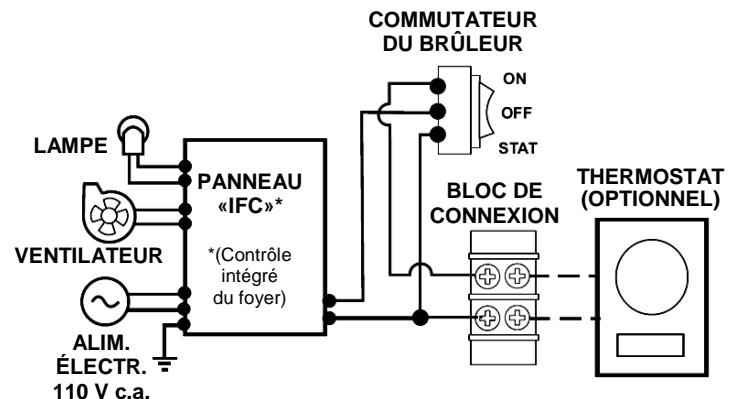 COMMUTATEUR
DU BRÛLEUR
ON
OFF
STAT
LAMPE
PANNEAU
«IFC»*
*(Contrôle
intégré
du foyer)
VENTILATEUR
ALIM.
ÉLECTR.
110 V c.a.
BLOC DE
CONNEXION
THERMOSTAT
(OPTIONNEL)